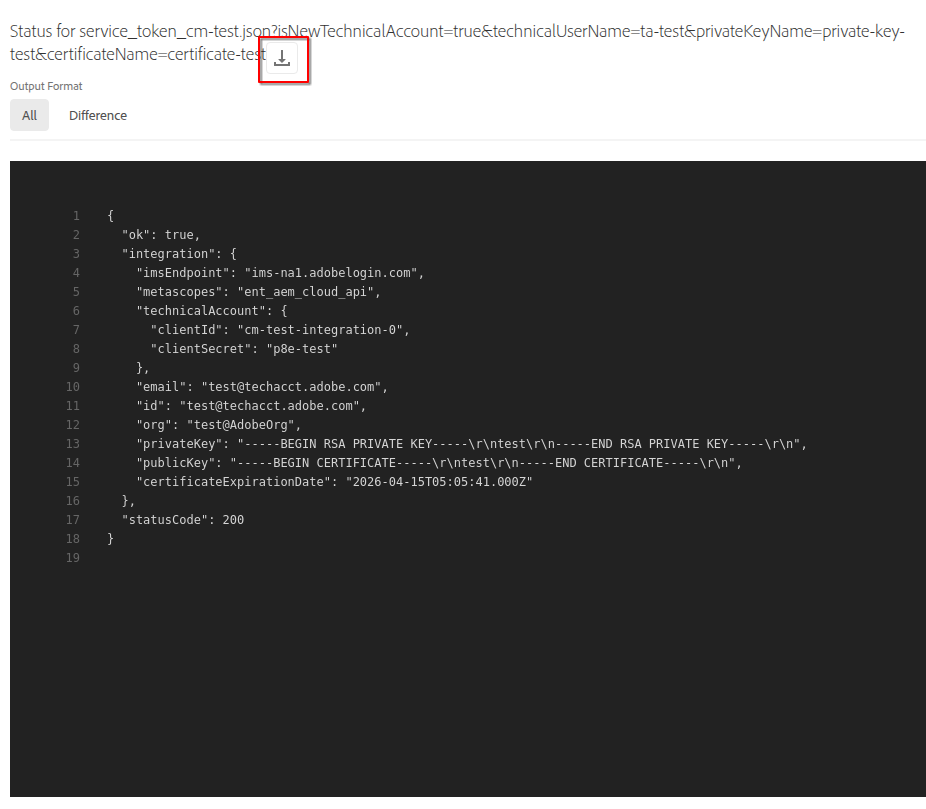 Status for service_token_cm-test.json?isNewTechnicalAccount=true&technicalUserName=ta-test&privateKeyName=private-key-
test&certificateName=certificate-test
Output Format
All Difference
1 {
2 "ok": true,
3 "integration": {
4 "imsEndpoint": "ims-na1.adobelogin.com",
5 "metascopes": "ent_aem_cloud_api",
6 "technicalAccount": {
7 "clientId": "cm-test-integration-0",
8 "clientSecret": "p8e-test"
9 },
10 "email": "test@techacct.adobe.com",
11 "id": "test@techacct.adobe.com",
12 "org": "test@AdobeOrg",
13 "privateKey": "-----BEGIN RSA PRIVATE KEY-----\r\ntest\r\n-----END RSA PRIVATE KEY-----\r\n",
14 "publicKey": "-----BEGIN CERTIFICATE-----\r\ntest\r\n-----END CERTIFICATE-----\r\n",
15 "certificateExpirationDate": "2026-04-15T05:05:41.000Z"
16 },
17 "statusCode": 200
18 }
19